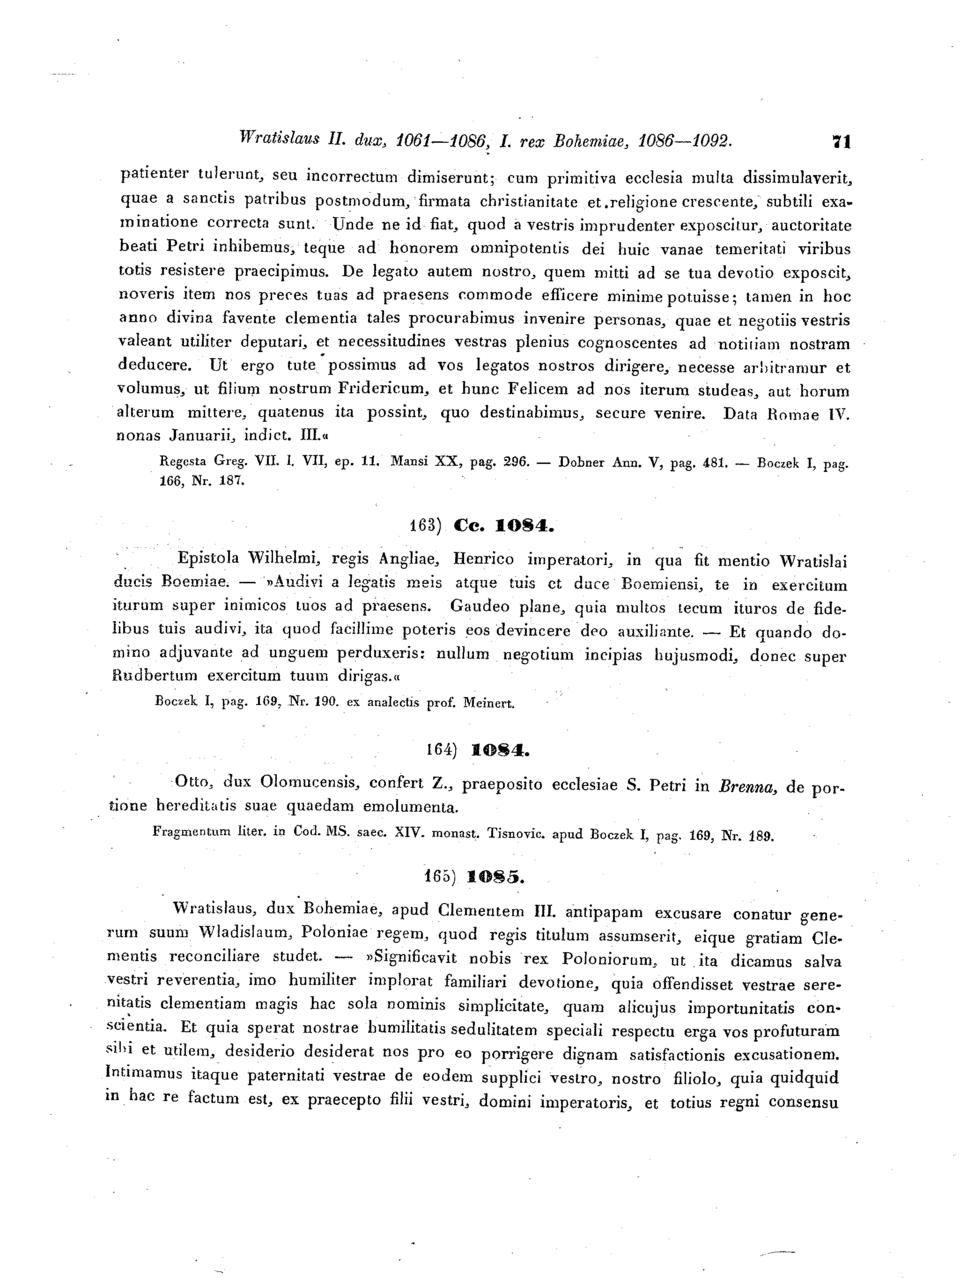 Wratislaus II. dux, 1061—1086, I. rex Bohemiae, 1086—1092. 71
patienter tulerunt, seu incorrectum dimiserunt; cum primitiva ecclesia multa dissimulaverit,
quae a sanctis patribus postmodum, firmata christianitate et religione crescente, subtili exa-
minatione correcta sunt. Unde ne id fiat, quod a vestris imprudenter exposcitur, auctoritate
beati Petri inhibemus, teque ad honorem omnipotentis dei huic vanae temeritati viribus
totis resistere praecipimus. De legato autem nostro, quem mitti ad se tua devotio exposcit,
noveris item nos preces tuas ad praesens commode efficere minime potuisse; tamen in hoc
anno divina favente clementia tales procurabimus invenire personas, quae et negotiis vestris
valeant utiliter deputari, et necessitudines vestras plenius cognoscentes ad notitiam nostram
deducere. Ut ergo tute possimus ad vos legatos nostros dirigere, necesse arbitramur et
volumus, ut filium nostrum Fridericum, et hunc Felicem ad nos iterum studeas, aut horum
alterum mittere, quatenus ita possint, quo destinabimus, secure venire. Data Romae IV.
nonas Januarii, indict. III.«
Regesta Greg. VII. l. VII, ep. 11. Mansi XX, pag. 296. — Dobner Ann. V, pag. 481. — Boczek I, pag.
166, Nr. 187.
163) Cc. 1084.
Epistola Wilhelmi, regis Angliae, Henrico imperatori, in qua fit mentio Wratislai
ducis Boemiae. — »Audivi a legatis meis atque tuis et duce Boemiensi, te in exercitum
iturum super inimicos tuos ad praesens. Gaudeo plane, quia multos tecum ituros de fide-
libus tuis audivi, ita quod facillime poteris eos devincere deo auxiliante. — Et quando do-
mino adjuvante ad unguem perduxeris: nullum negotium incipias hujusmodi, donec super
Rudbertum exercitum tuum dirigas.«
Boczek I, pag. 169, Nr. 190. ex analectis prof. Meinert.
164) 1084.
Otto, dux Olomucensis, confert Z., praeposito ecclesiae S. Petri in Brenna, de por-
tione hereditatis suae quaedam emolumenta.
Fragmentum liter. in Cod. MS. saec. XIV. monast. Tisnovic. apud Boczek I, pag. 169, Nr. 189.
165) 1085.
Wratislaus, dux Bohemiae, apud Clementem III. antipapam excusare conatur gene-
rum suum Wladislaum, Poloniae regem, quod regis titulum assumserit, eique gratiam Cle-
mentis reconciliare studet. — »Significavit nobis rex Poloniorum, ut ita dicamus salva
vestri reverentia, imo humiliter implorat familiari devotione, quia offendisset vestrae sere-
nitatis clementiam magis hac sola nominis simplicitate, quam alicujus importunitatis con-
scientia. Et quia sperat nostrae humilitatis sedulitatem speciali respectu erga vos profuturam
sibi et utilem, desiderio desiderat nos pro eo porrigere dignam satisfactionis excusationem.
Intimamus itaque paternitati vestrae de eodem supplici vestro, nostro filiolo, quia quidquid
in hac re factum est, ex praecepto filii vestri, domini imperatoris, et totius regni consensu